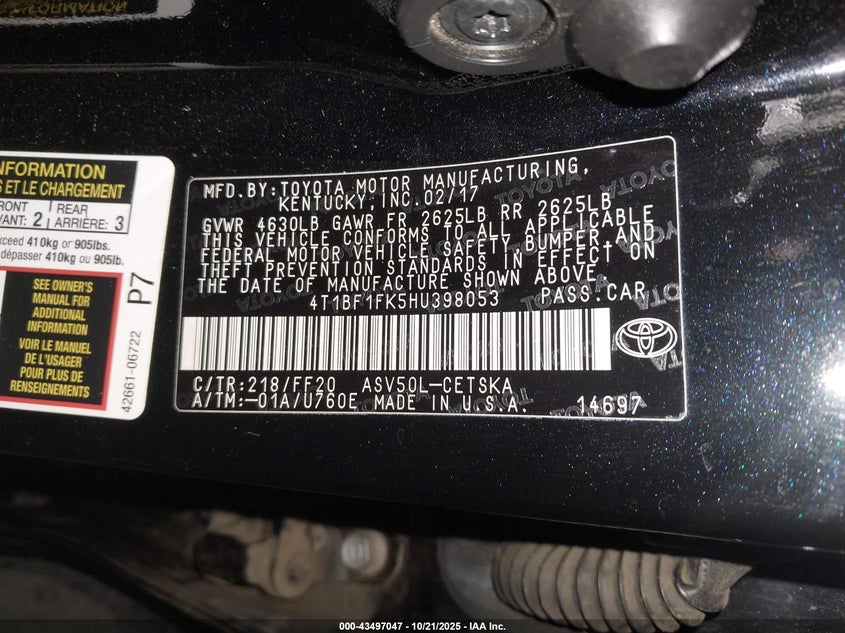 INFORMATION
S ET LE CHARGEMENT
FRONT
VANT: 2
REAR
ARRIÈRE: 3
exceed 410kg or 905lbs.
dépasser 410kg ou 905lb.
SEE OWNER'S
MANUAL FOR
ADDITIONAL
INFORMATION
VOIR LE MANUEL
DE L'USAGER
POUR PLUS DE
RENSEIGNEMENTS
P7
42661-06722
MFD.BY:TOYOTA MOTOR MANUFACTURING,
KENTUCKY,INC.02/17
GVWR 4630LB GAWR FR 2625LB RR 2625LB
THIS VEHICLE CONFORMS TO ALL APPLICABLE
FEDERAL MOTOR VEHICLE SAFETY,BUMPER,AND
THEFT PREVENTION STANDARDS IN EFFECT ON
THE DATE OF MANUFACTURE SHOWN ABOVE.
4T1BF1FK5HU398053 PASS.CAR
C/TR:218/FF20 ASV50L-CETSKA
A/TM:-01A/U760E MADE IN U.S.A. 14697
000-43497047 - 10/21/2025 - IAA Inc.